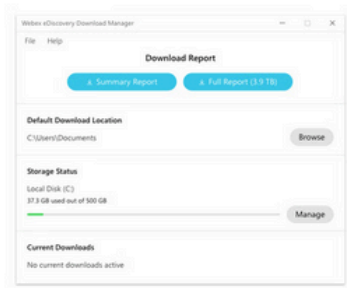 Webex eDiscovery Download Manager
File Help
Download Report
Summary Report Full Report (3.9 TB)
Default Download Location
C:\Users\Documents
Browse
Storage Status
Local Disk (C:)
37.3 GB used out of 500 GB
Manage
Current Downloads
No current downloads active